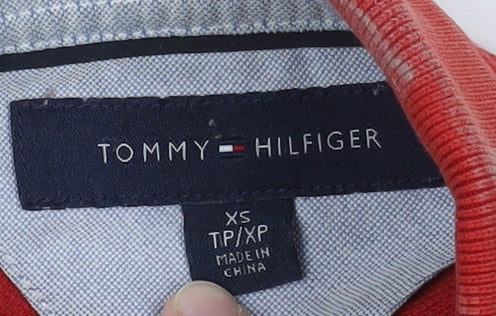 TOMMY HILFIGER
XS
TP/XP
MADE IN
CHINA